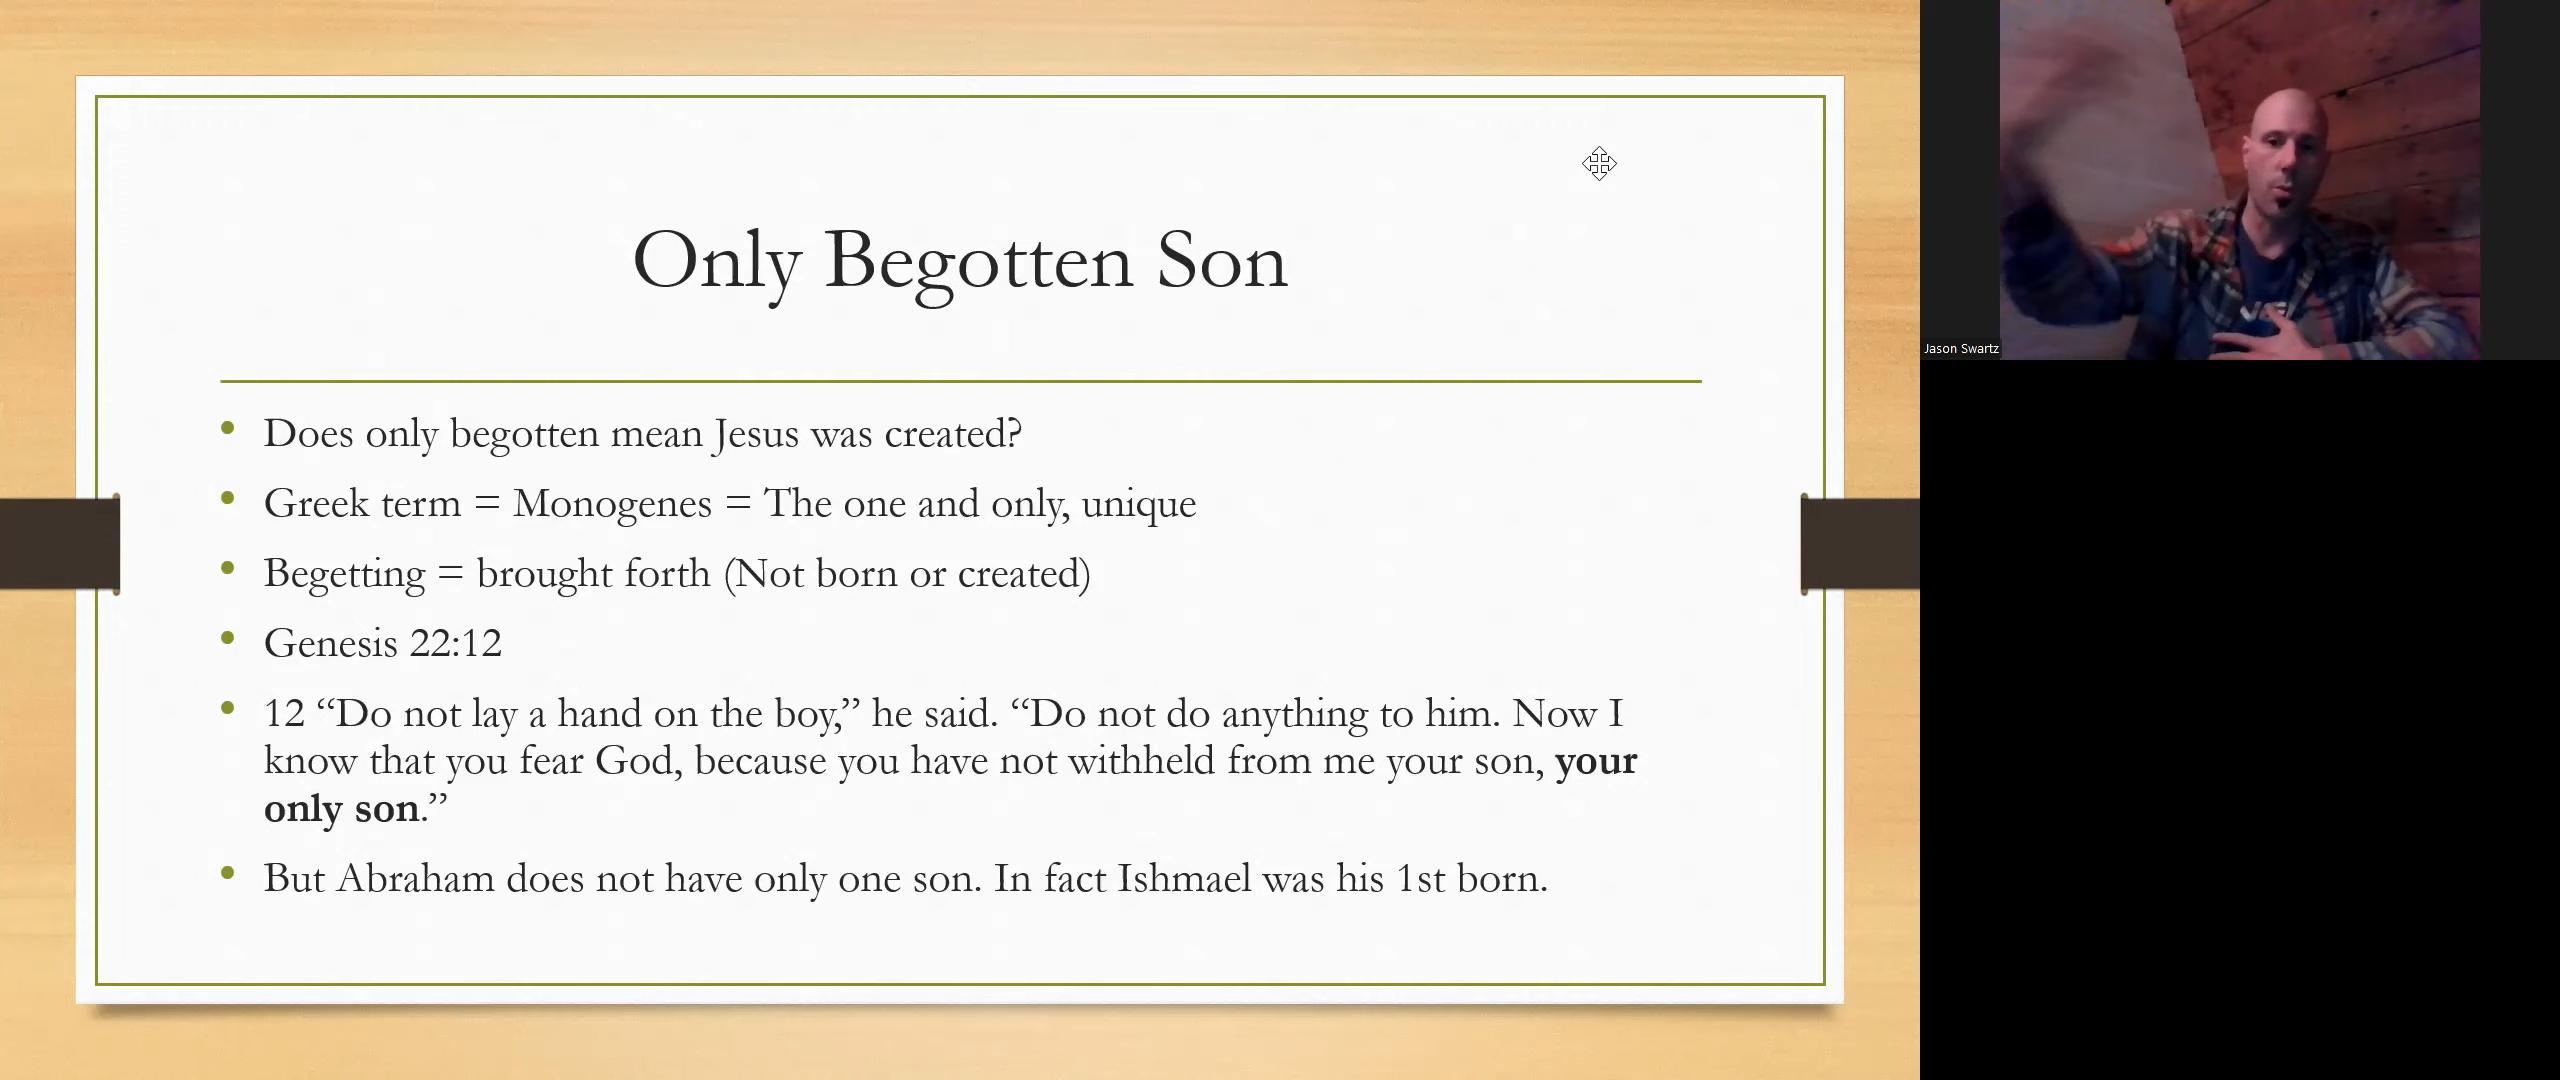 Only Begotten Son
• Does only begotten mean Jesus was created?
• Greek term = Monogenes = The one and only, unique
• Begetting = brought forth (Not born or created)
• Genesis 22:12
• 12 “Do not lay a hand on the boy,” he said. “Do not do anything to him. Now I
know that you fear God, because you have not withheld from me your son, your
only son.”
• But Abraham does not have only one son. In fact Ishmael was his 1st born.
Jason Swartz